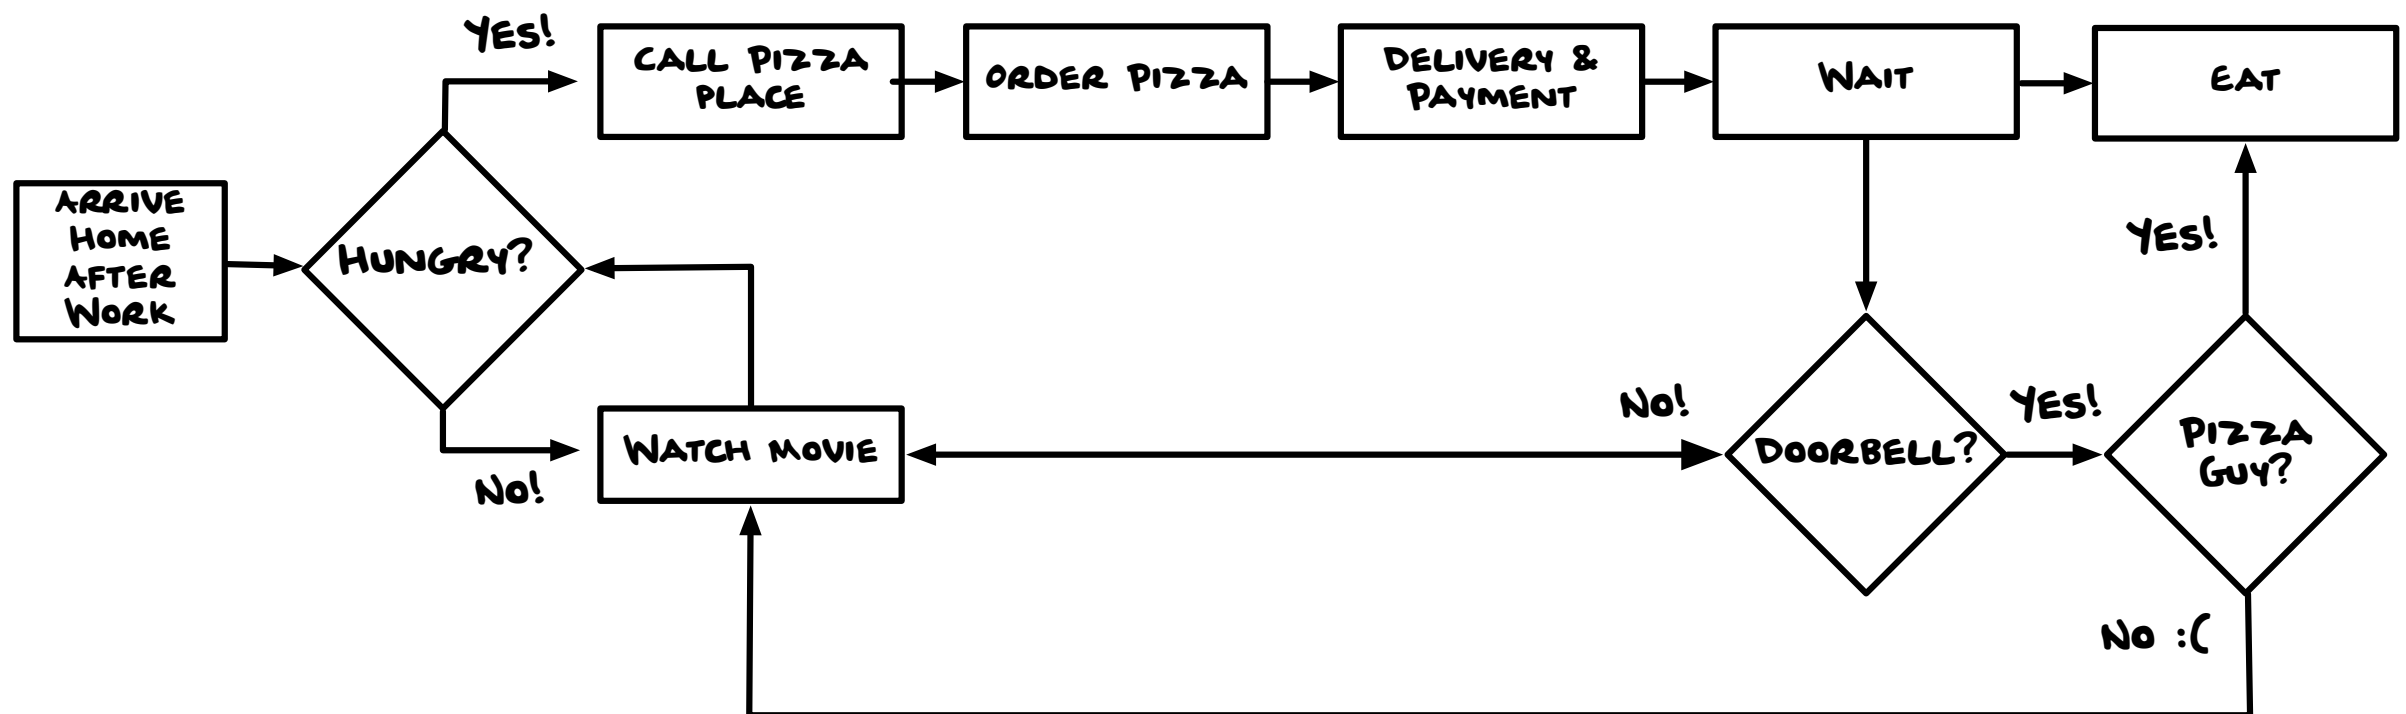 YES!
CALL PIZZA
PLACE
ORDER PIZZA
DELIVERY &
PAYMENT
WAIT
EAT
ARRIVE
HOME
AFTER
WORK
HUNGRY?
YES!
NO!
YES!
WATCH MOVIE
DOORBELL?
PIZZA
GUY?
NO!
NO :(